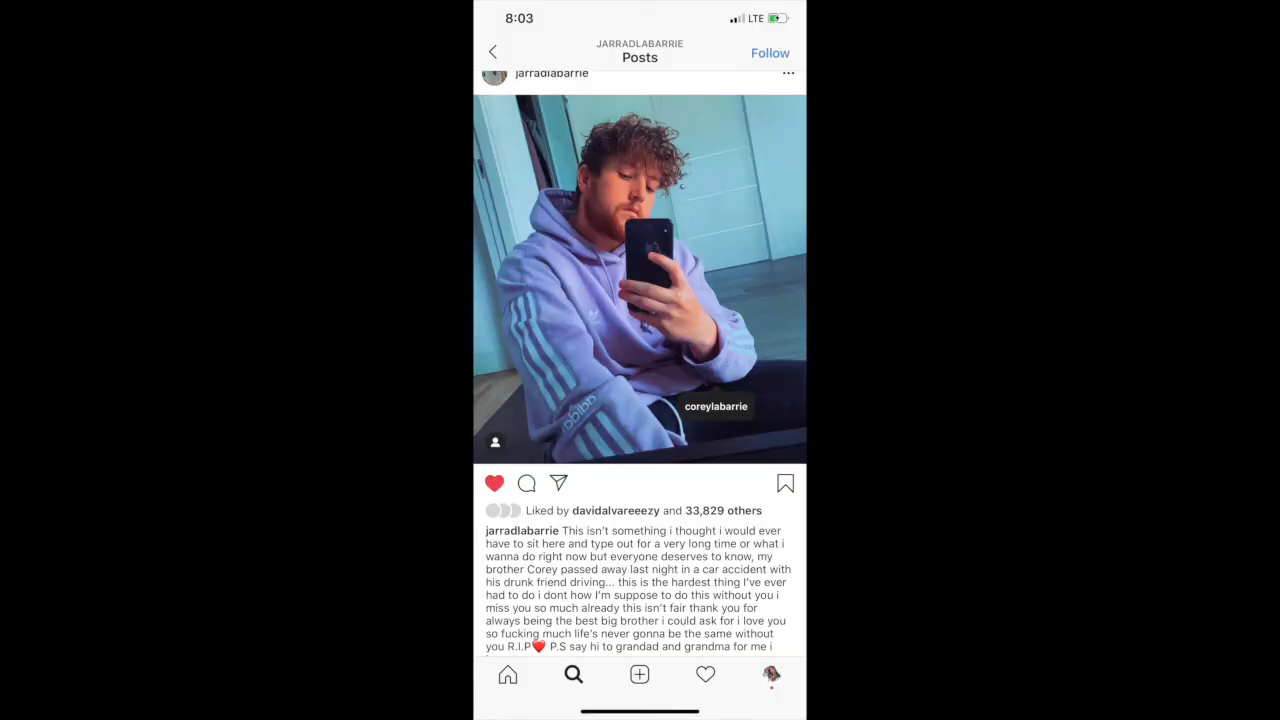 8:03
LTE
JARRADLABARRIE
Posts
Follow
jarradlabarrie
adidas
coreylabarrie
Liked by davidalvareeezy and 33,829 others
jarradlabarrie This isn't something i thought i would ever
have to sit here and type out for a very long time or what i
wanna do right now but everyone deserves to know, my
brother Corey passed away last night in a car accident with
his drunk friend driving... this is the hardest thing I've ever
had to do i dont how I'm suppose to do this without you i
miss you so much already this isn't fair thank you for
always being the best big brother i could ask for i love you
so fucking much life's never gonna be the same without
you R.I.P❤️ P.S say hi to grandad and grandma for me i